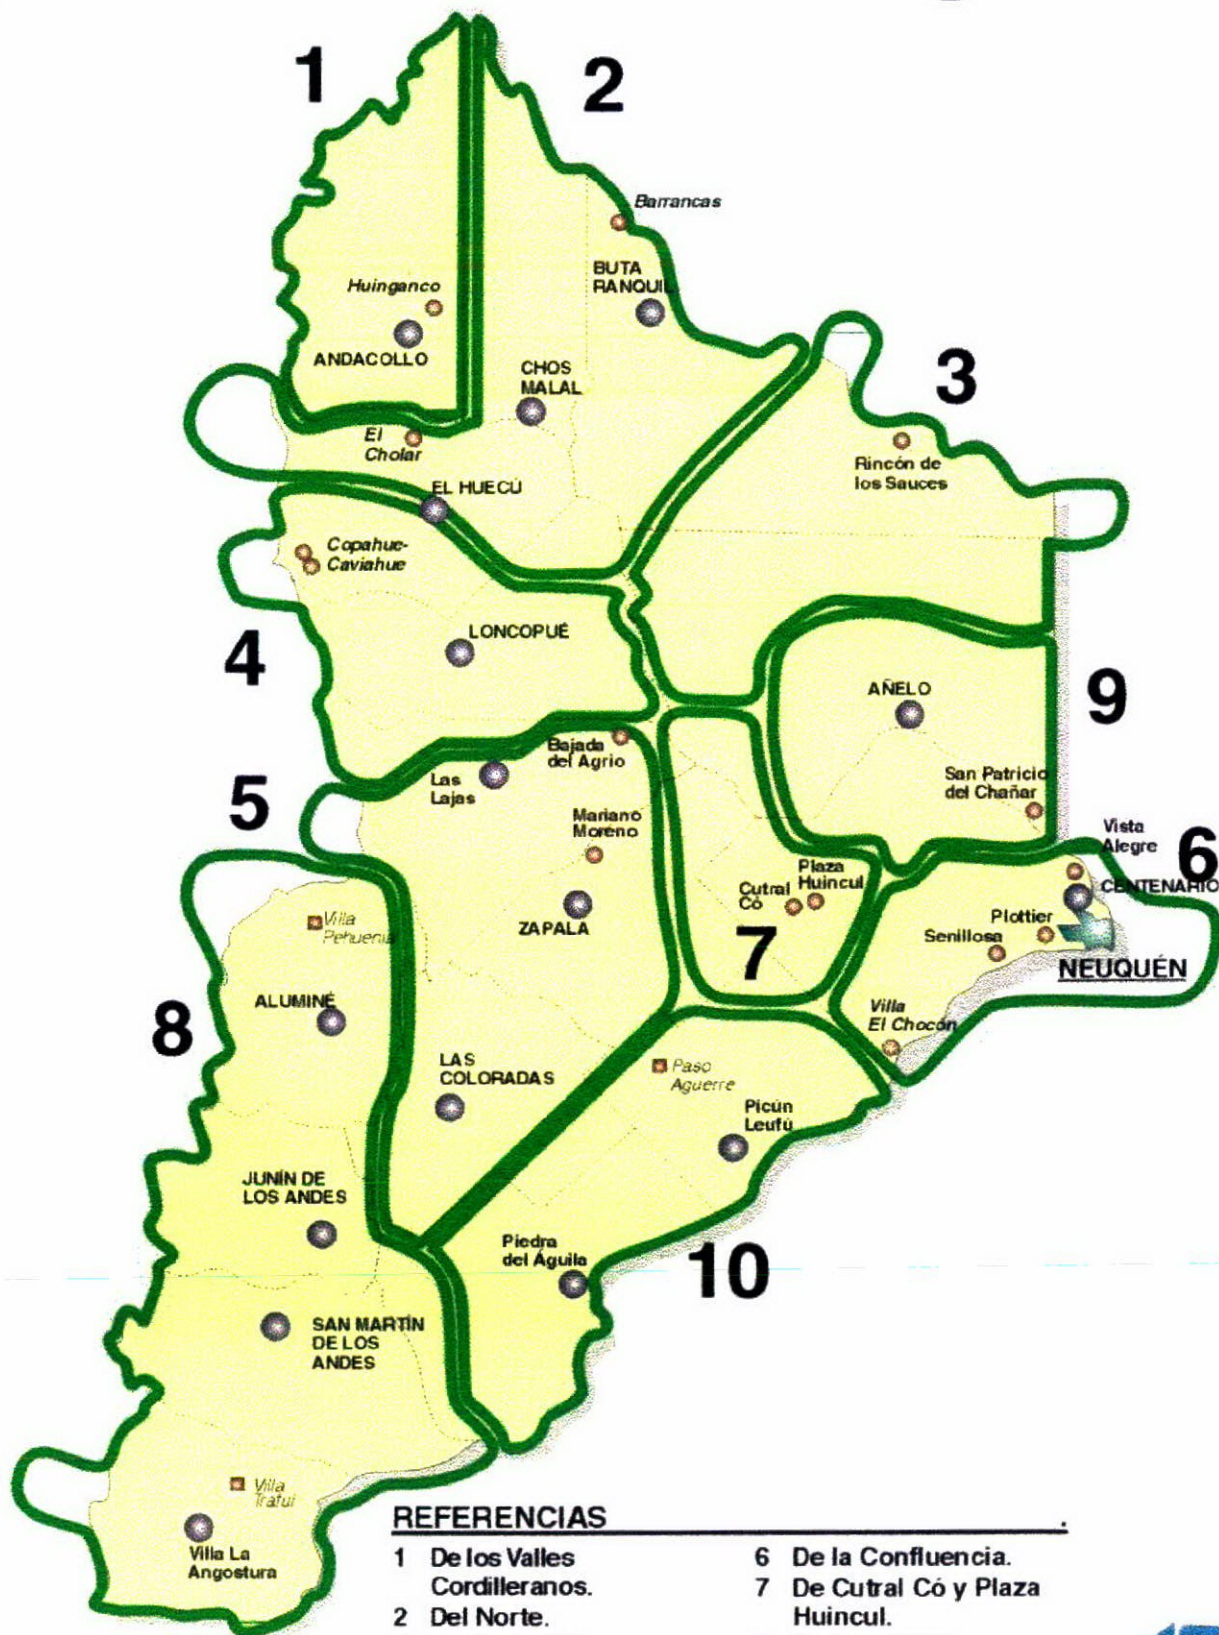 1
2
Barrancas
BUTA
RANQUIL
Huinganco
ANDACOLLO
CHOS
MALAL
3
El
Cholar
Rincón de
los Sauces
EL HUECÚ
Copahue-
Caviahue
4
LONCOPUÉ
AÑELO
9
Bajada
del Agrio
Las
Lajas
San Patricio
del Chañar
5
Mariano
Moreno
Vista
Alegre
6
Plaza
Huincul
Cutral
Có
CENTENARIO
Villa
Pehuenia
ZAPALA
Plottier
Senillosa
7
NEUQUÉN
ALUMINÉ
8
Villa
El Chocón
LAS
COLORADAS
Paso
Aguerre
Picún
Leufú
JUNÍN DE
LOS ANDES
Piedra
del Águila
10
SAN MARTÍN
DE LOS
ANDES
Villa
Traful
Villa La
Angostura
REFERENCIAS
1 De los Valles
Cordilleranos.
2 Del Norte.
6 De la Confluencia.
7 De Cutral Có y Plaza
Huincul.